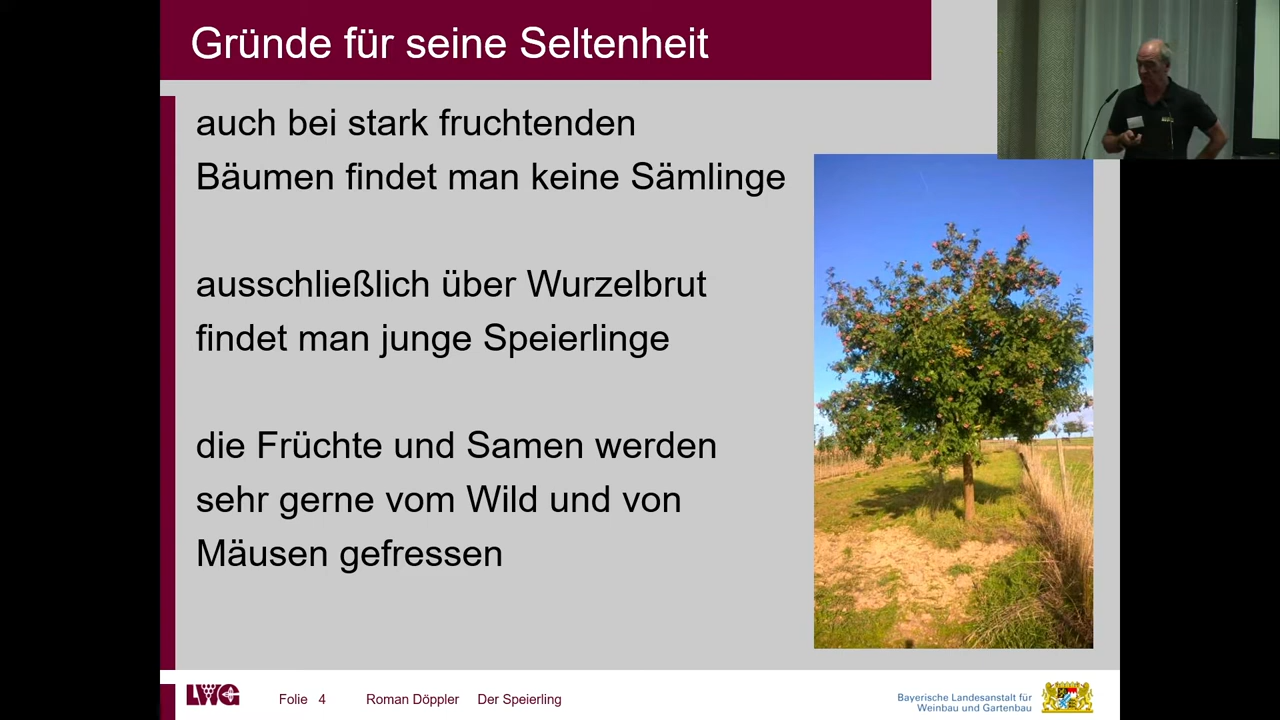 Gründe für seine Seltenheit
auch bei stark fruchtenden
Bäumen findet man keine Sämlinge
ausschließlich über Wurzelbrut
findet man junge Speierlinge
die Früchte und Samen werden
sehr gerne vom Wild und von
Mäusen gefressen
LWG
Folie 4 Roman Döppler Der Speierling
Bayerische Landesanstalt für
Weinbau und Gartenbau